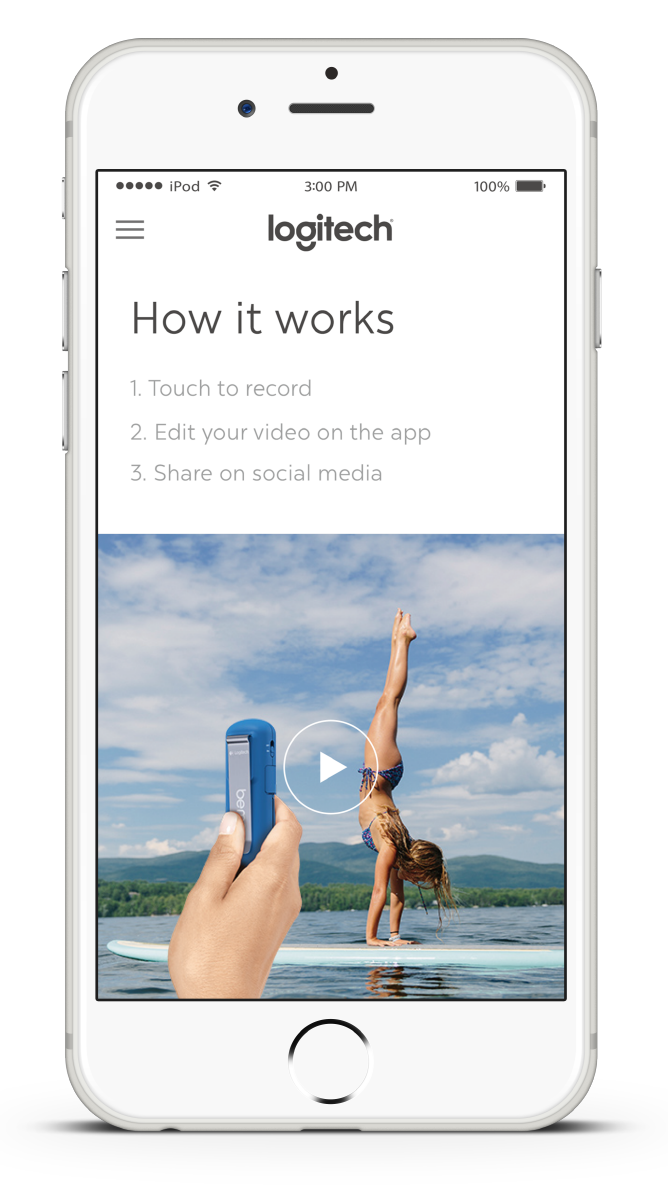 iPod 3:00 PM 100%
logitech
How it works
1. Touch to record
2. Edit your video on the app
3. Share on social media
ber